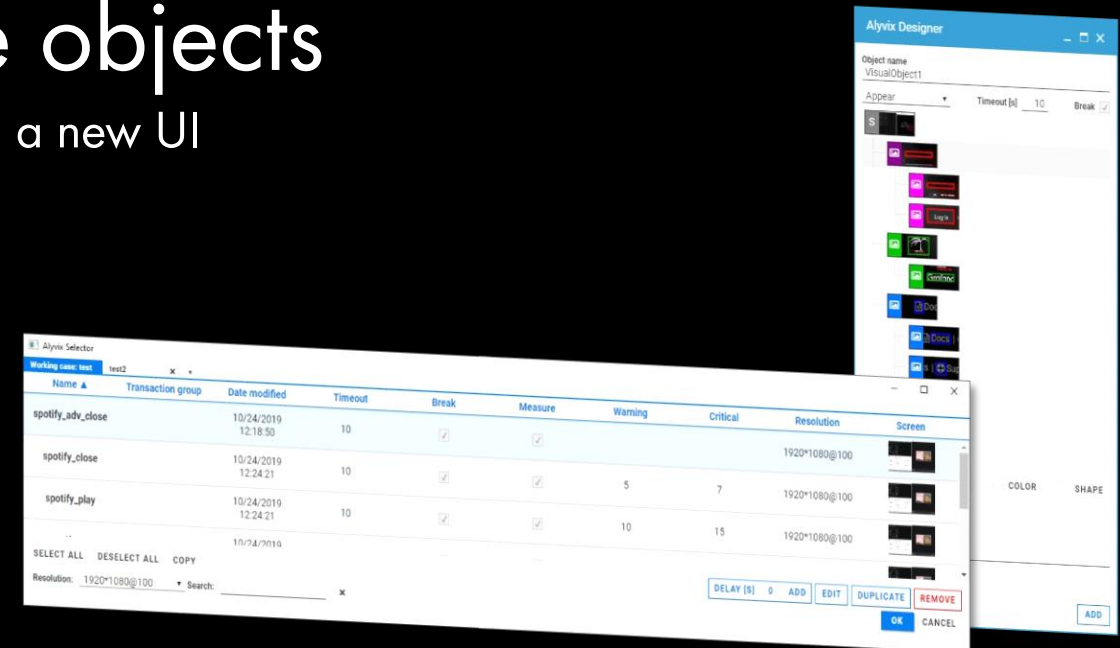 e objects
a new UI
Alyvix Designer
Object name
VisualObject1
Appear Timeout [s] 10 Break
S
Login
Docs
COLOR SHAPE
ADD
Alyvix Selector
Working case: test test2 x +
Name ▲ Transaction group Date modified Timeout Break Measure Warning Critical Resolution Screen
spotify_adv_close 10/24/2019 12:18:50 10 1920*1080@100
spotify_close 10/24/2019 12:24:21 10 5 7 1920*1080@100
spotify_play 10/24/2019 12:24:21 10 10 15 1920*1080@100
10/24/2019
SELECT ALL DESELECT ALL COPY
Resolution: 1920*1080@100 Search: x
DELAY [S] 0 ADD EDIT DUPLICATE REMOVE
OK CANCEL